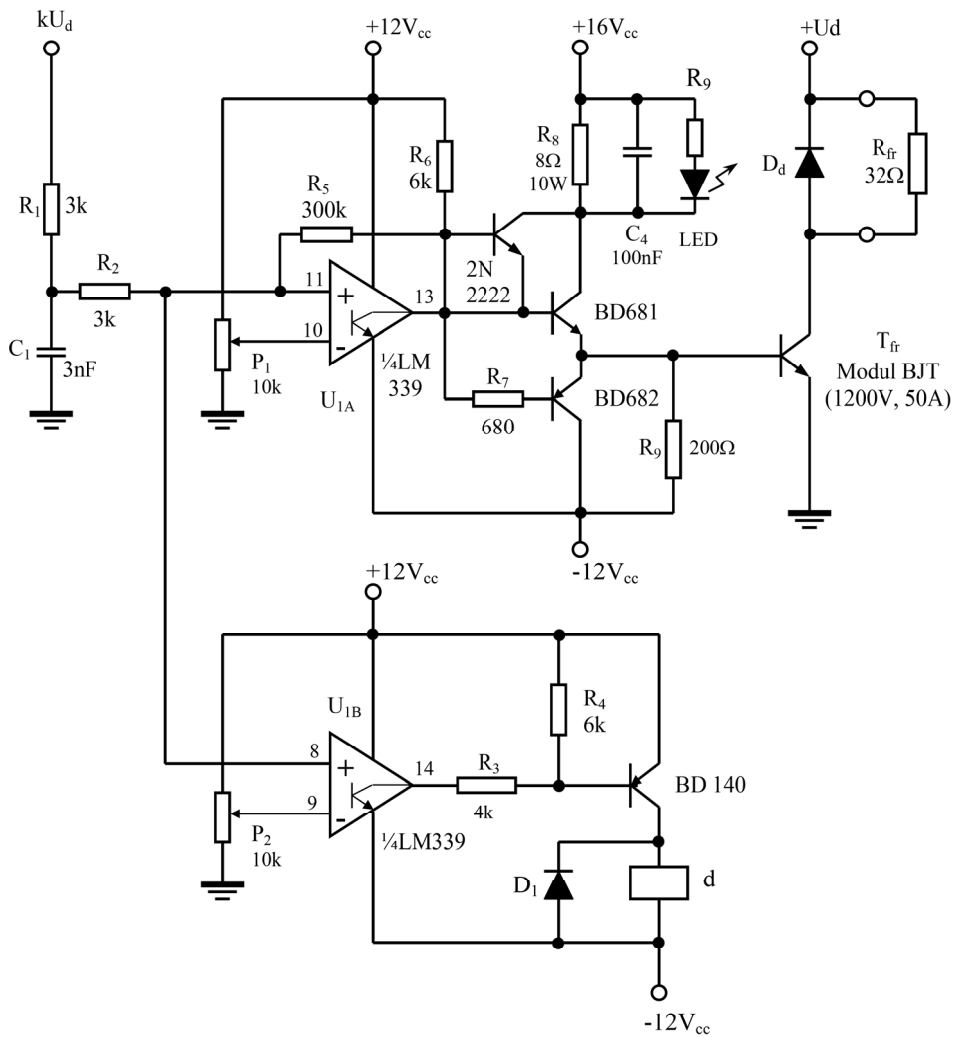 kU_d
+12V_cc
+16V_cc
+Ud
R_9
R_8
8Ω
10W
R_6
6k
D_d
R_fr
32Ω
R_5
300k
R_1
3k
C_4
100nF
LED
R_2
3k
2N
2222
11
+
13
10
-
BD681
C_1
3nF
P_1
10k
¼LM
339
U_1A
R_7
680
BD682
T_fr
Modul BJT
(1200V, 50A)
R_9
200Ω
-12V_cc
+12V_cc
U_1B
R_4
6k
8
+
14
R_3
4k
BD 140
9
-
P_2
10k
¼LM339
D_1
d
-12V_cc